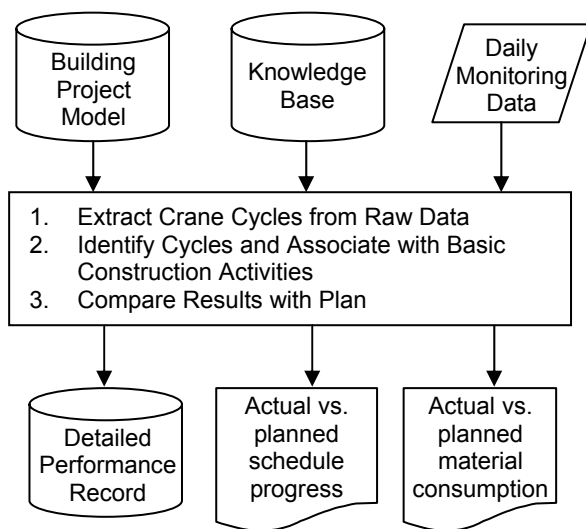 Building
Project
Model
Knowledge
Base
Daily
Monitoring
Data
1. Extract Crane Cycles from Raw Data
2. Identify Cycles and Associate with Basic
Construction Activities
3. Compare Results with Plan
Detailed
Performance
Record
Actual vs.
planned
schedule
progress
Actual vs.
planned
material
consumption